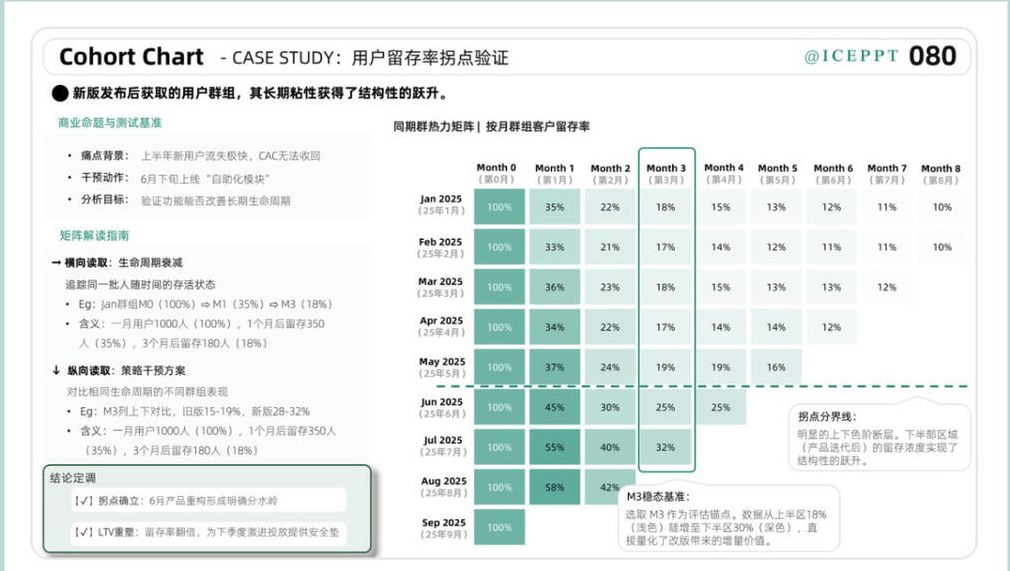 Cohort Chart - CASE STUDY：用户留存率拐点验证
@ICEPPT 080
新版发布后获取的用户群组，其长期粘性获得了结构性的跃升。
商业命题与测试基准
• 痛点背景： 上半年新用户流失极快，CAC无法收回
• 干预动作： 6月下旬上线“自助化模块”
• 分析目标： 验证功能能否改善长期生命周期
矩阵解读指南
→ 横向读取：生命周期衰减
追踪同一批人随时间的存活状态
• Eg：Jan群组M0（100%）⇨ M1（35%）⇨ M3（18%）
• 含义：一月用户1000人（100%），1个月后留存350
人（35%），3个月后留存180人（18%）
↓ 纵向读取：策略干预方案
对比相同生命周期的不同群组表现
• Eg：M3列上下对比，旧版15-19%，新版28-32%
• 含义：一月用户1000人（100%），1个月后留存350人
（35%），3个月后留存180人（18%）
结论定调
【✓】拐点确立：6月产品重构形成明确分水岭
【✓】LTV重塑：留存率翻倍，为下季度激进投放提供安全垫
同期群热力矩阵| 按月群组客户留存率
Month 0 Month 1 Month 2 Month 3 Month 4 Month 5 Month 6 Month 7 Month 8
（第0月） （第1月） （第2月） （第3月） （第4月） （第5月） （第6月） （第7月） （第8月）
Jan 2025
（25年1月）
100% 35% 22% 18% 15% 13% 12% 11% 10%
Feb 2025
（25年2月）
100% 33% 21% 17% 14% 12% 11% 11% 10%
Mar 2025
（25年3月）
100% 36% 23% 18% 15% 13% 13% 12%
Apr 2025
（25年4月）
100% 34% 22% 17% 14% 14% 12%
May 2025
（25年5月）
100% 37% 24% 19% 19% 16%
Jun 2025
（25年6月）
100% 45% 30% 25% 25%
Jul 2025
（25年7月）
100% 55% 40% 32%
Aug 2025
（25年8月）
100% 58% 42%
Sep 2025
（25年9月）
100%
拐点分界线：
明显的上下色阶断层。下半部区域
（产品迭代后）的留存浓度实现了
结构性的跃升。
M3稳态基准：
选取 M3 作为评估锚点。数据从上半区18%
（浅色）陡增至下半区30%（深色），直
接量化了改版带来的增量价值。